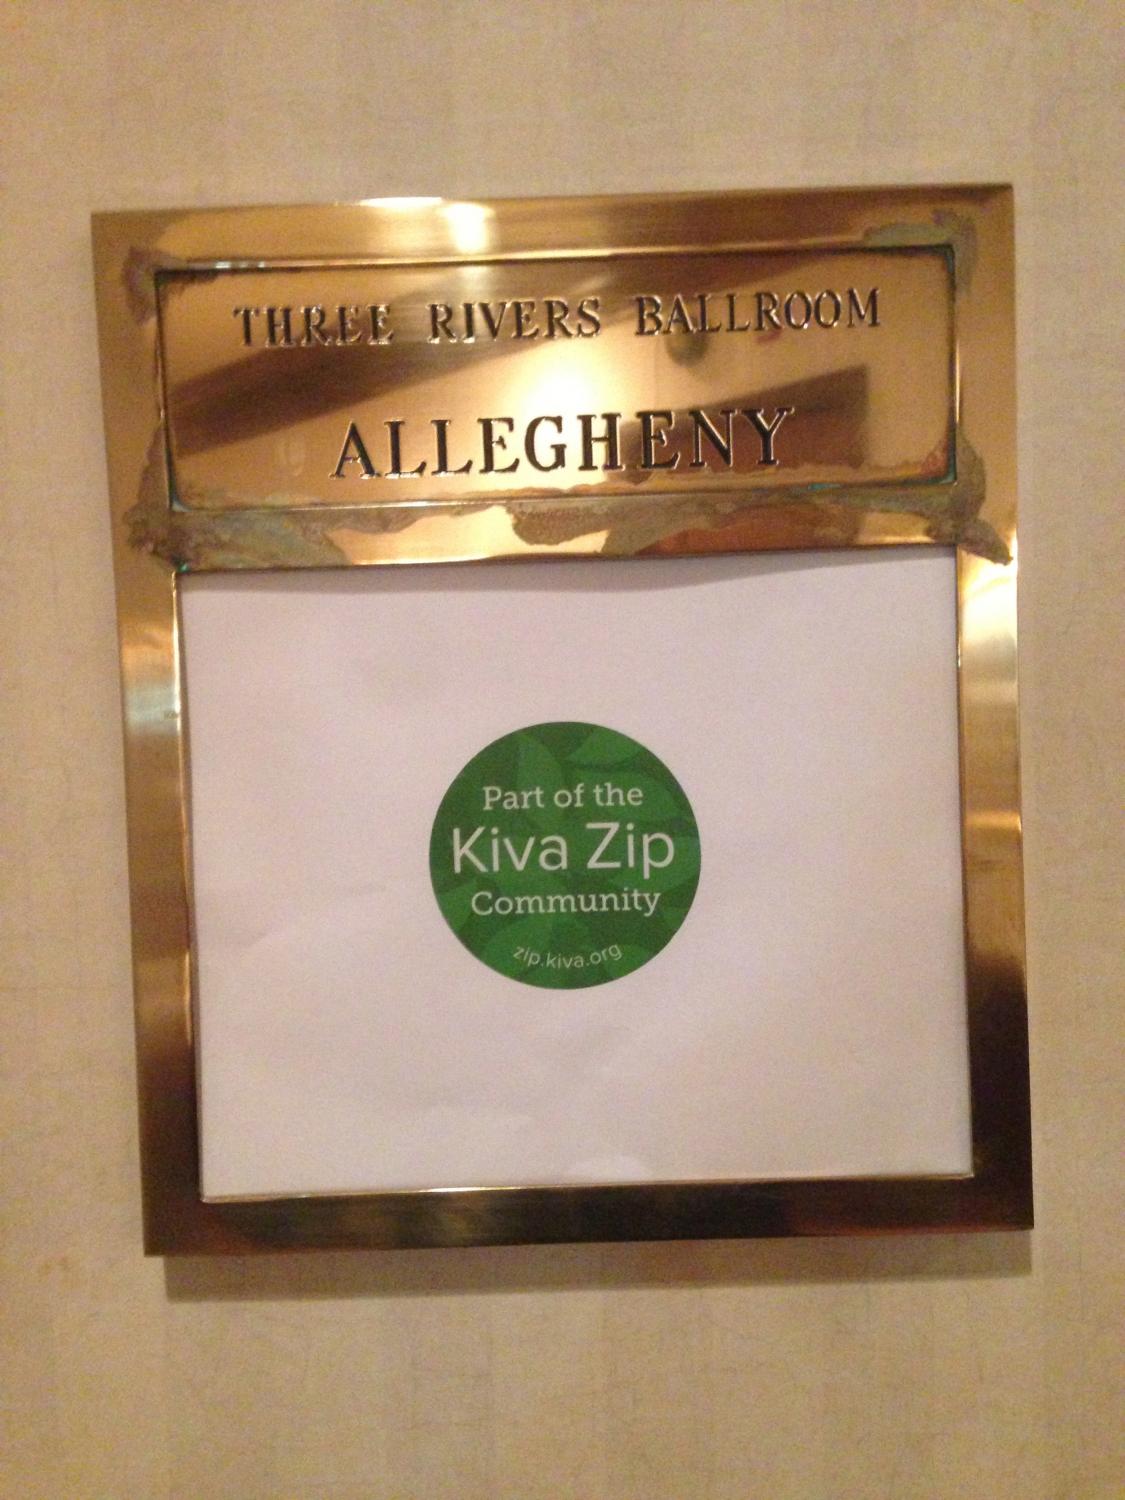 THREE RIVERS BALLROOM
ALLEGHENY
Part of the
Kiva Zip
Community
zip.kiva.org